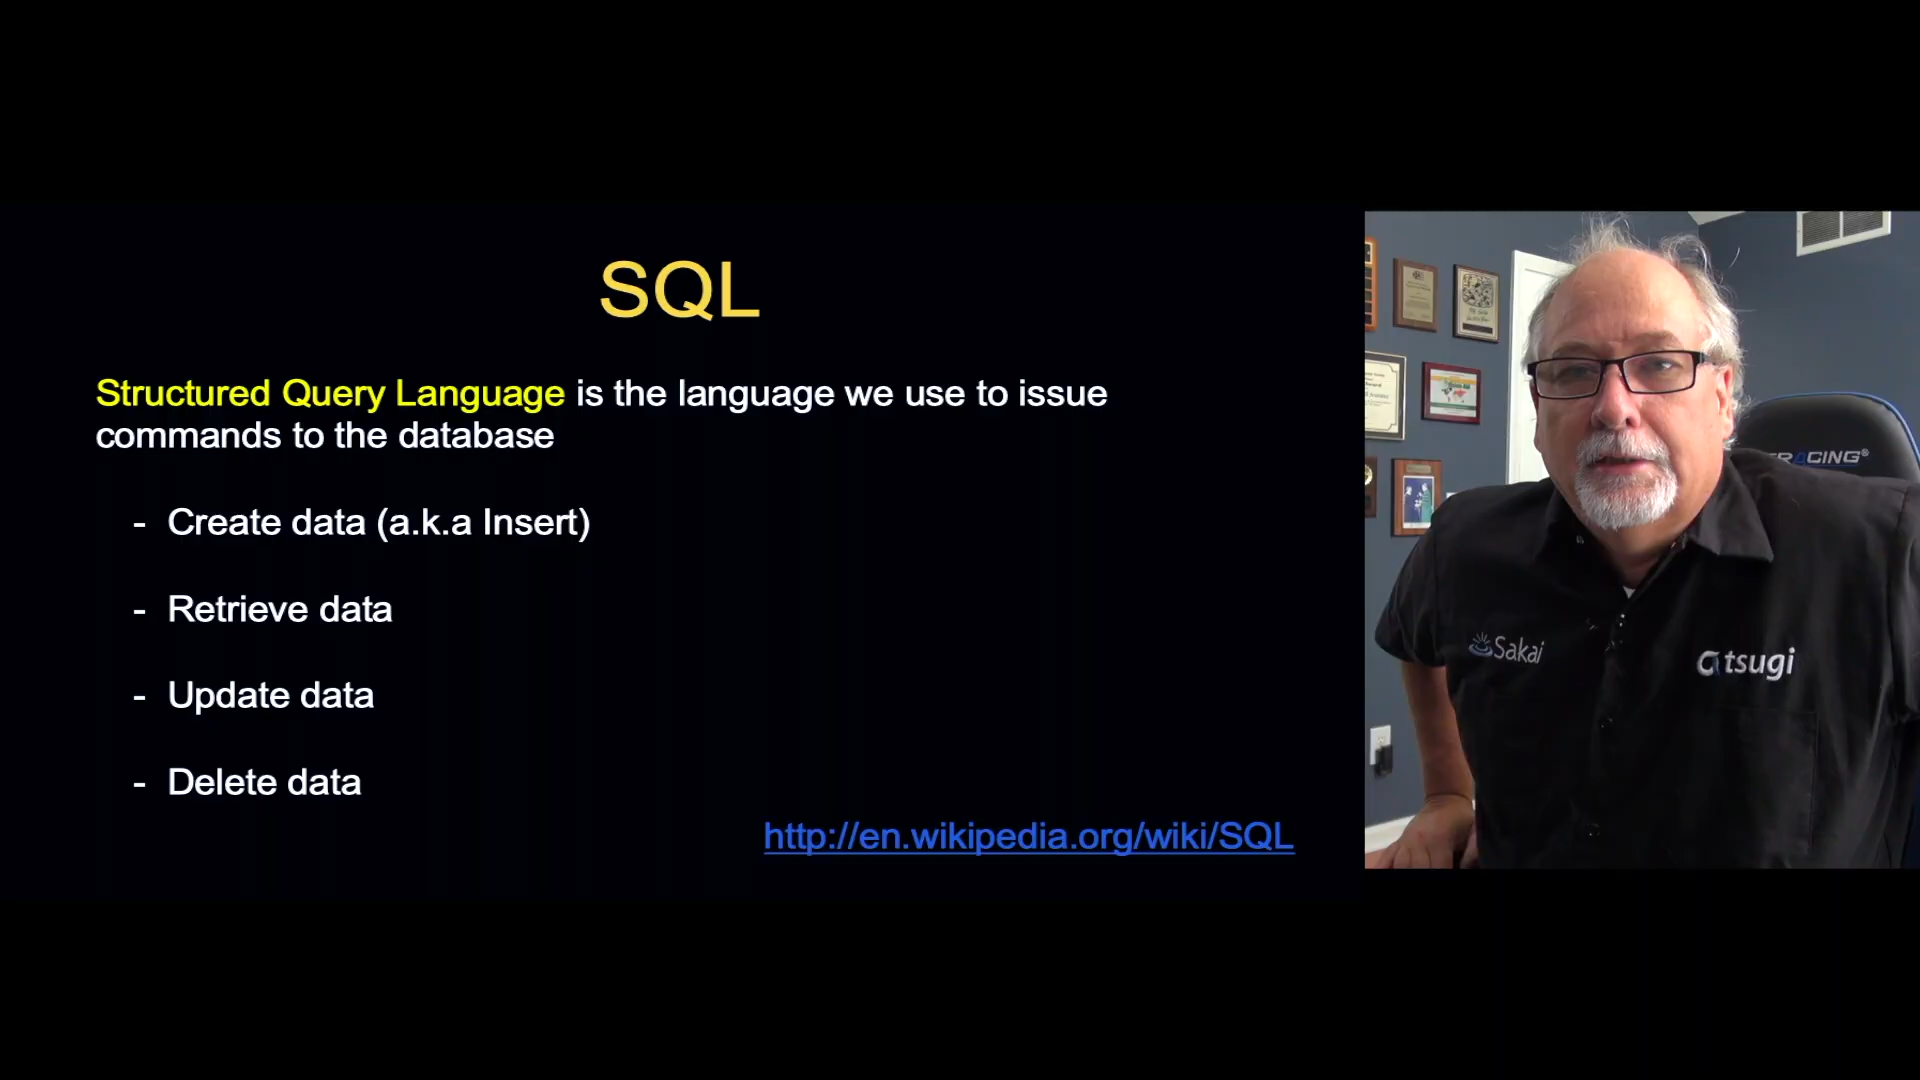 SQL
Structured Query Language is the language we use to issue
commands to the database
- Create data (a.k.a Insert)
- Retrieve data
- Update data
- Delete data
http://en.wikipedia.org/wiki/SQL
RACING®
Sakai
tsugi